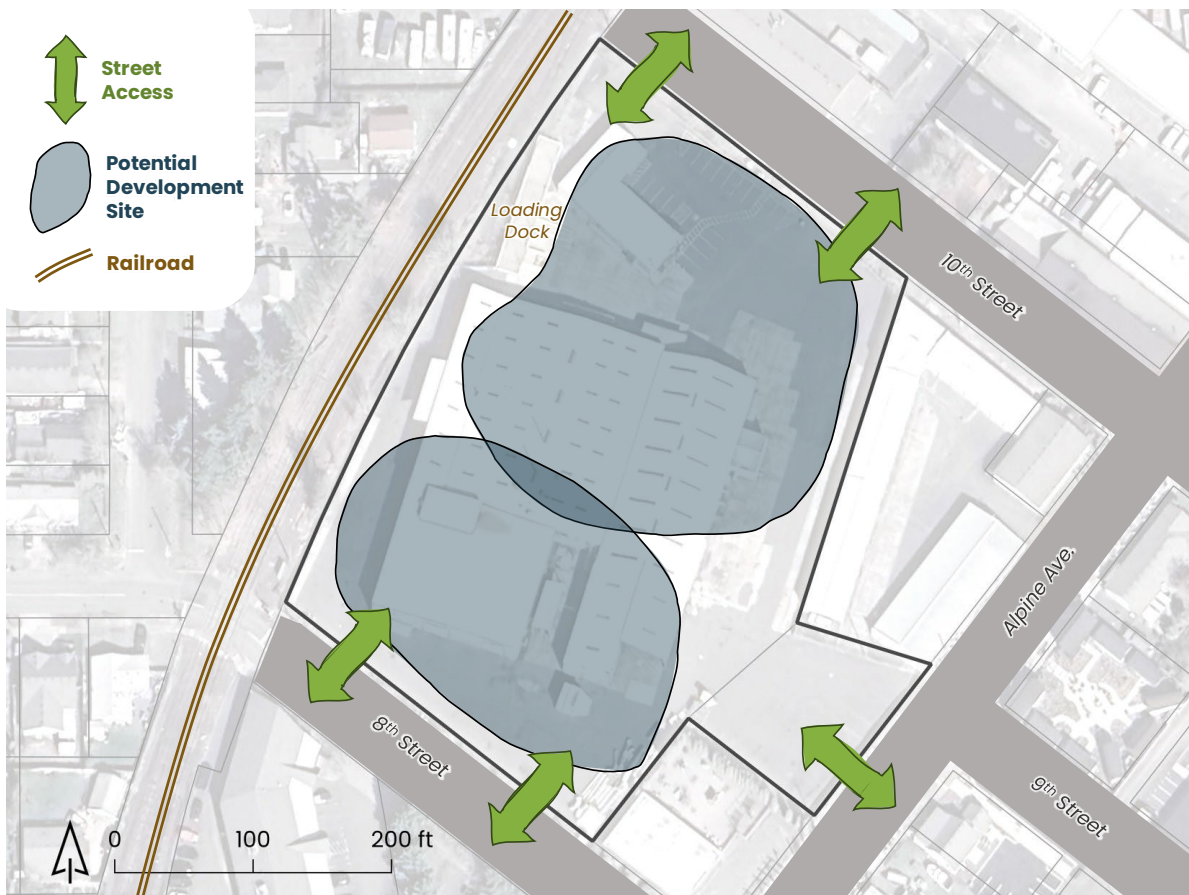 Street
Access
Potential
Development
Site
Railroad
Loading
Dock
10th Street
Alpine Ave.
8th Street
9th Street
0 100 200 ft